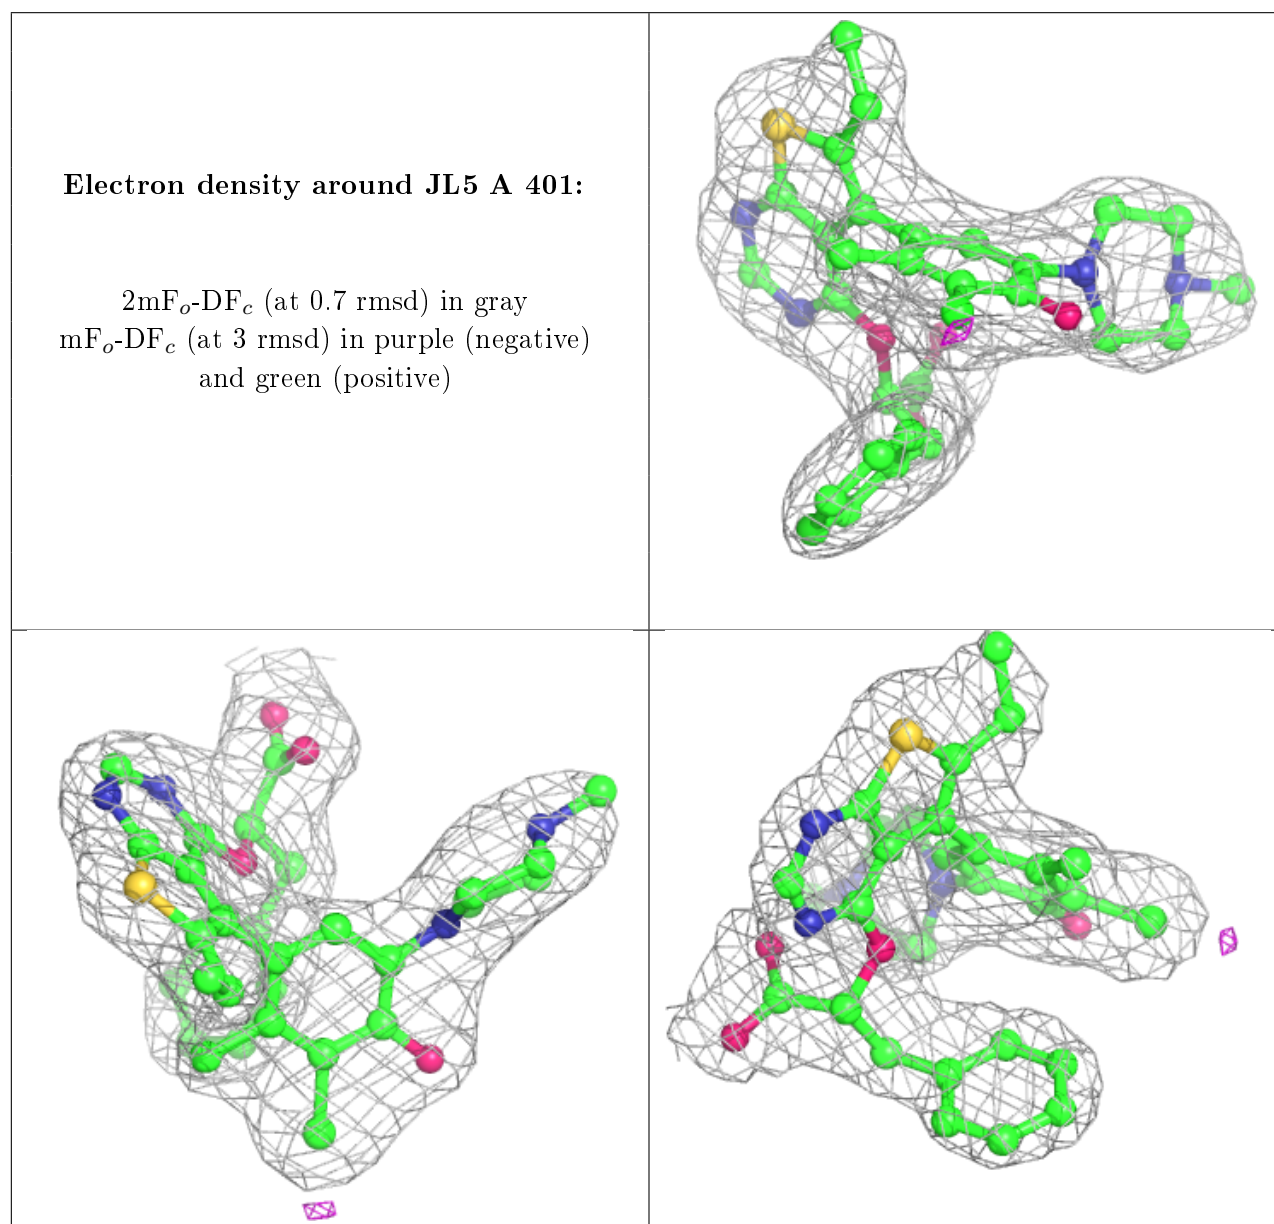 Electron density around JL5 A 401:
2mFo-DFc (at 0.7 rmsd) in gray
mFo-DFc (at 3 rmsd) in purple (negative)
and green (positive)